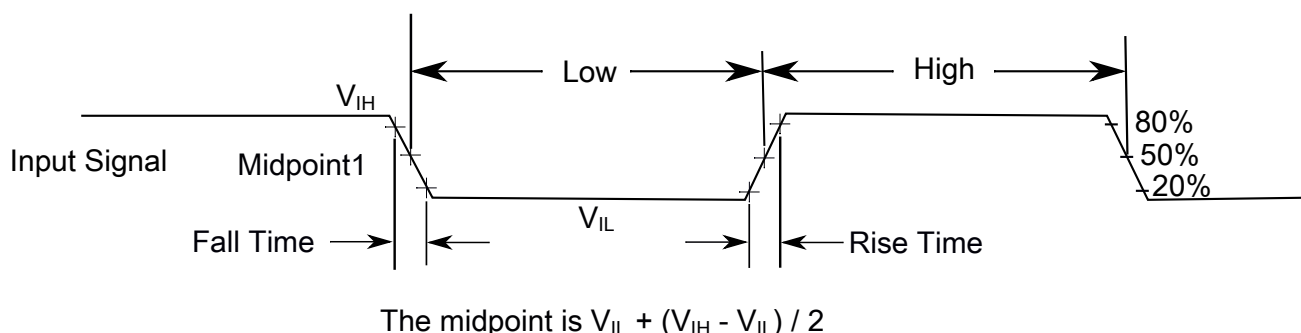 Low
High
V_IH
80%
Input Signal
Midpoint1
50%
20%
V_IL
Fall Time
Rise Time
The midpoint is V_IL + (V_IH - V_IL) / 2